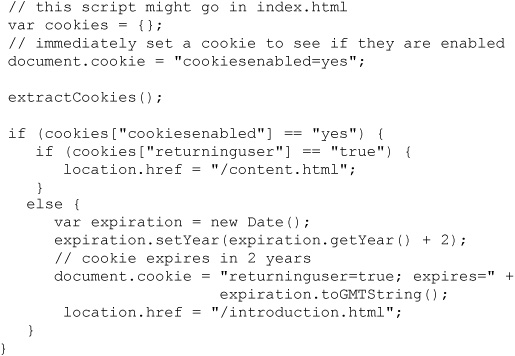 // this script might go in index.html
var cookies = {};
// immediately set a cookie to see if they are enabled
document.cookie = "cookiesenabled=yes";

extractCookies();

if (cookies["cookiesenabled"] == "yes") {
   if (cookies["returninguser"] == "true") {
      location.href = "/content.html";
   }
  else {
     var expiration = new Date();
     expiration.setYear(expiration.getYear() + 2);
     // cookie expires in 2 years
     document.cookie = "returninguser=true; expires=" +
                       expiration.toGMTString();
      location.href = "/introduction.html";
  }
}